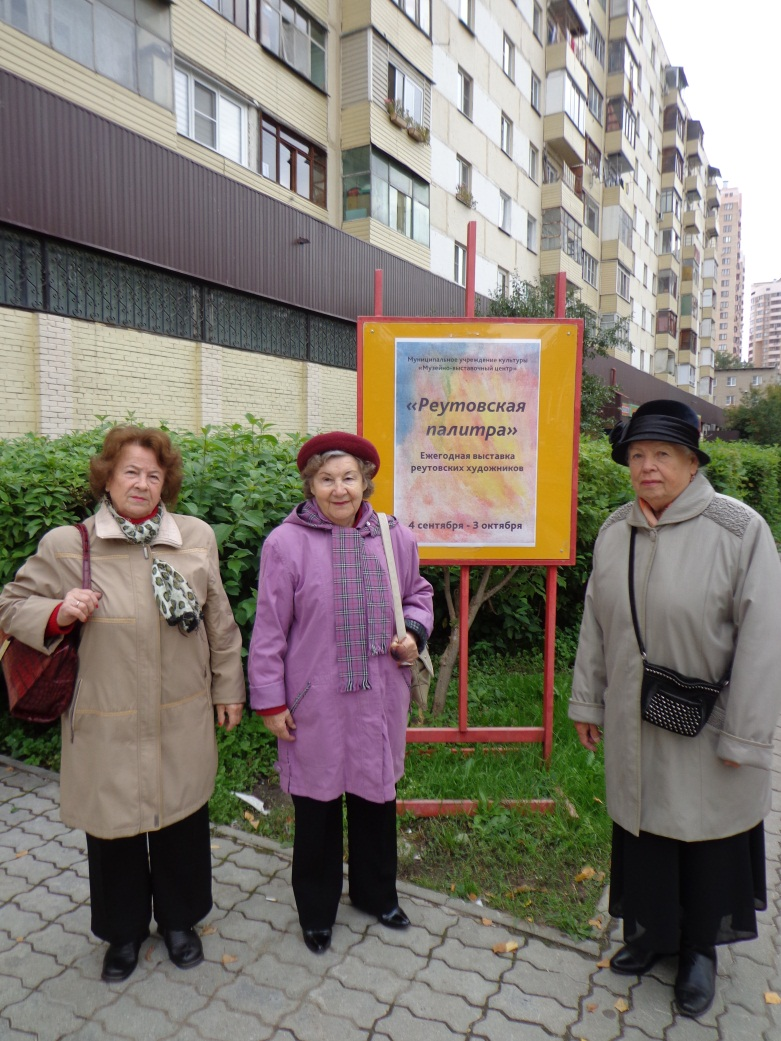 Муниципальное учреждение культуры
«Музейно-выставочный центр»
«Реутовская
палитра»
Ежегодная выставка
реутовских художников
4 сентября - 3 октября